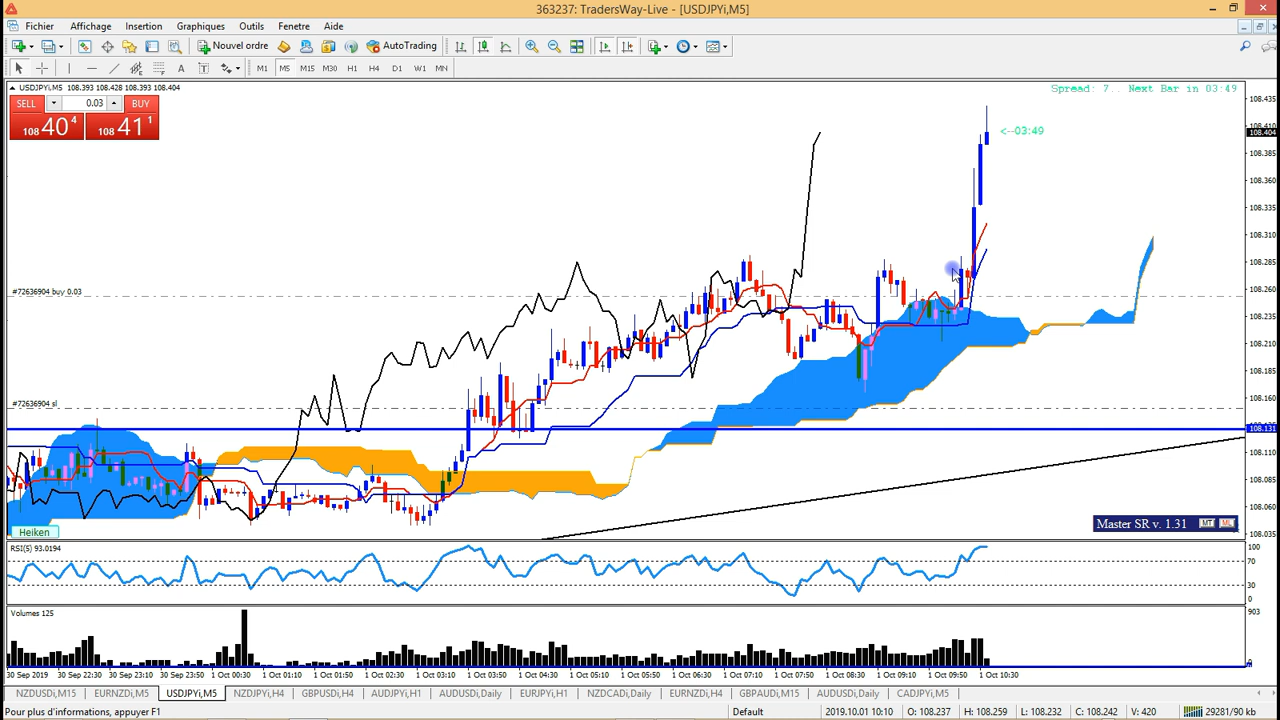 363237: TradersWay-Live - [USDJPYi,M5]
Fichier Affichage Insertion Graphiques Outils Fenetre Aide
Nouvel ordre AutoTrading
A T M1 M5 M15 M30 H1 H4 D1 W1 MN
USDJPYi,M5 108.393 108.428 108.393 108.404
Spread: 7.. Next Bar in 03:49
SELL 0.03 BUY
108 40 4 108 41 1
<--03:49
108.435
108.410
108.404
108.385
108.360
108.335
108.310
108.285
108.260
108.235
108.210
108.185
108.160
108.131
108.110
108.085
108.060
108.035
#72636904 buy 0.03
#72636904 sl
Heiken
Master SR v. 1.31 MT ML
RSI(5) 93.0194
100
70
30
0
Volumes 125
903
30 Sep 2019 30 Sep 22:30 30 Sep 23:10 30 Sep 23:50 1 Oct 00:30 1 Oct 01:10 1 Oct 01:50 1 Oct 02:30 1 Oct 03:10 1 Oct 03:50 1 Oct 04:30 1 Oct 05:10 1 Oct 05:50 1 Oct 06:30 1 Oct 07:10 1 Oct 07:50 1 Oct 08:30 1 Oct 09:10 1 Oct 09:50 1 Oct 10:30
NZDUSDi,M15 EURNZDi,M5 USDJPYi,M5 NZDJPYi,H4 GBPUSDi,H4 AUDJPYi,H1 AUDUSDi,Daily EURJPYi,H1 NZDCADi,Daily EURNZDi,H4 GBPAUDi,M15 AUDUSDi,Daily CADJPYi,M5
Pour plus d'informations, appuyer F1 Default 2019.10.01 10:10 O: 108.237 H: 108.259 L: 108.232 C: 108.242 V: 420 29281/90 kb